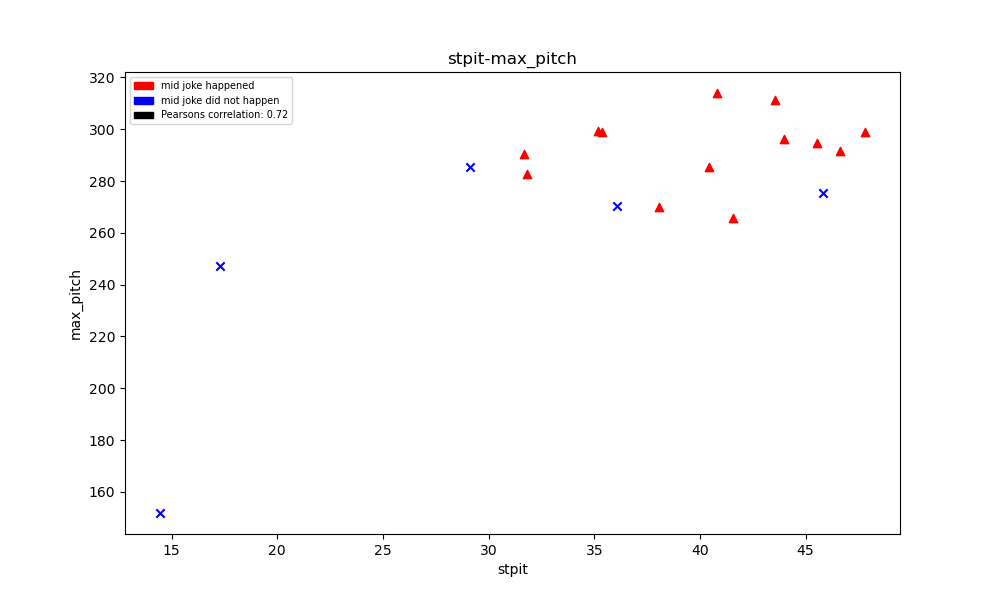 stpit-max_pitch
mid joke happened
mid joke did not happen
Pearsons correlation: 0.72
320
300
280
260
240
220
200
180
160
max_pitch
15 20 25 30 35 40 45
stpit